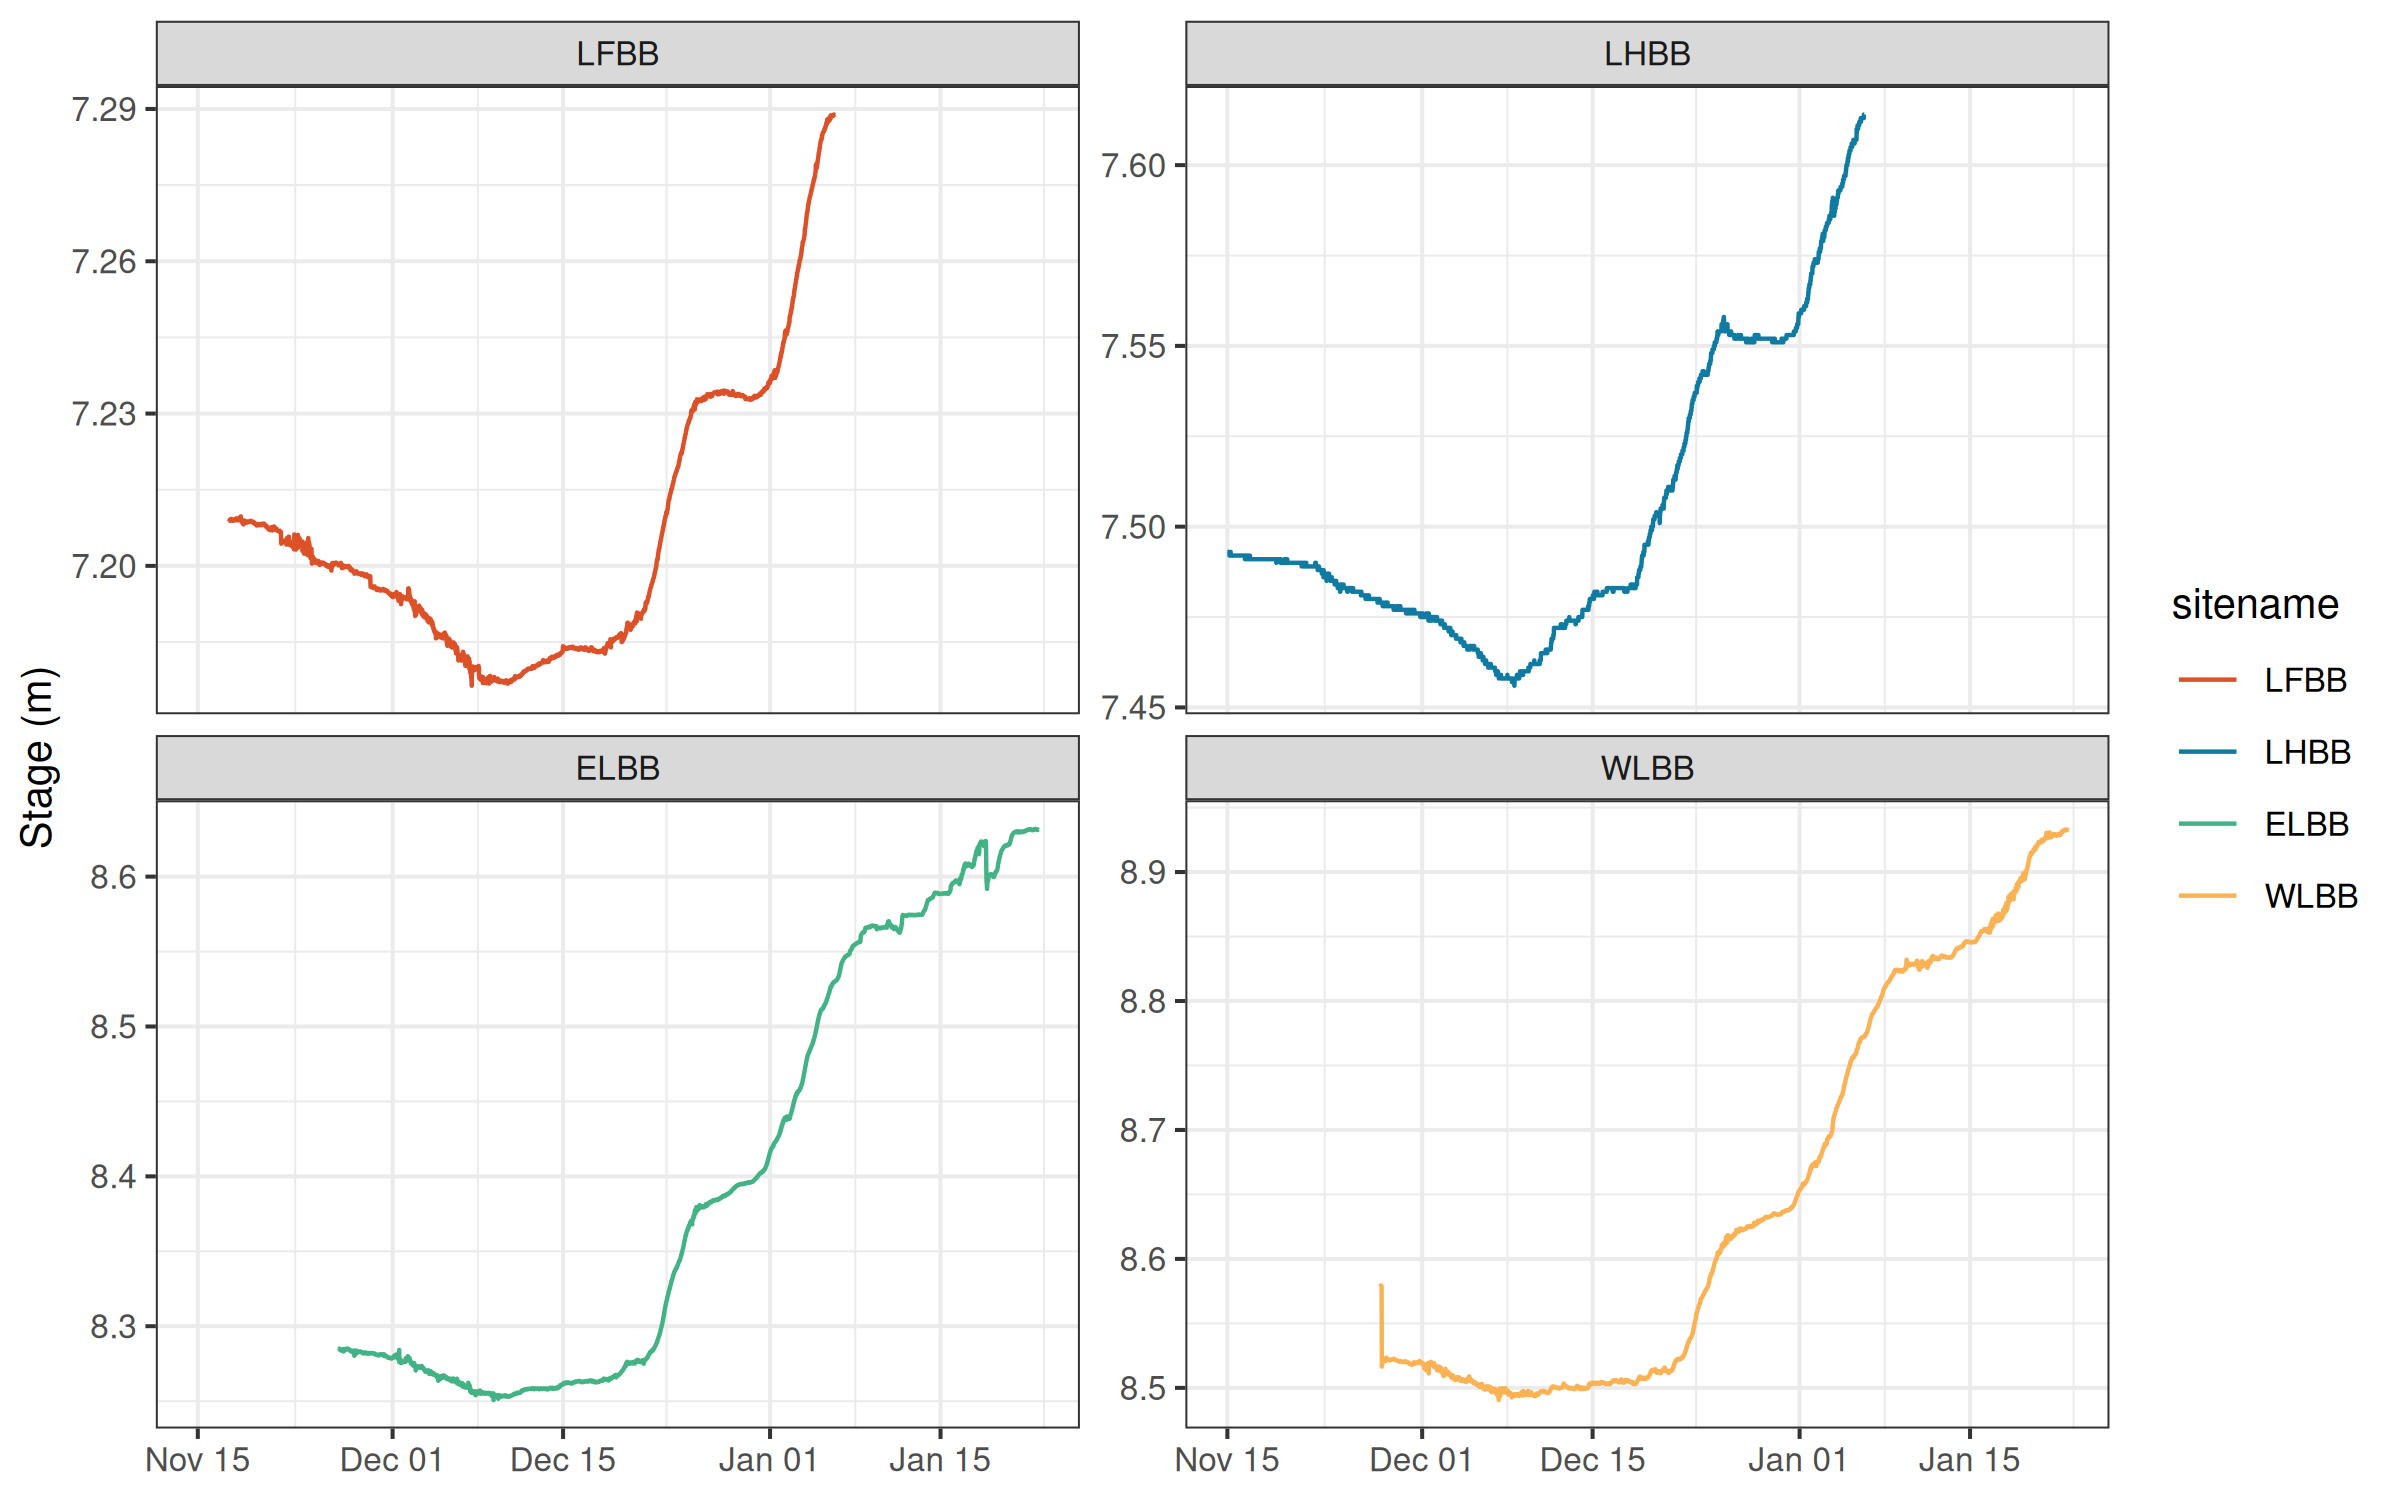 LFBB
LHBB
7.29
7.26
7.23
7.20
7.60
7.55
7.50
7.45
Stage (m)
ELBB
WLBB
8.6
8.5
8.4
8.3
8.9
8.8
8.7
8.6
8.5
Nov 15 Dec 01 Dec 15 Jan 01 Jan 15
Nov 15 Dec 01 Dec 15 Jan 01 Jan 15
sitename
LFBB
LHBB
ELBB
WLBB